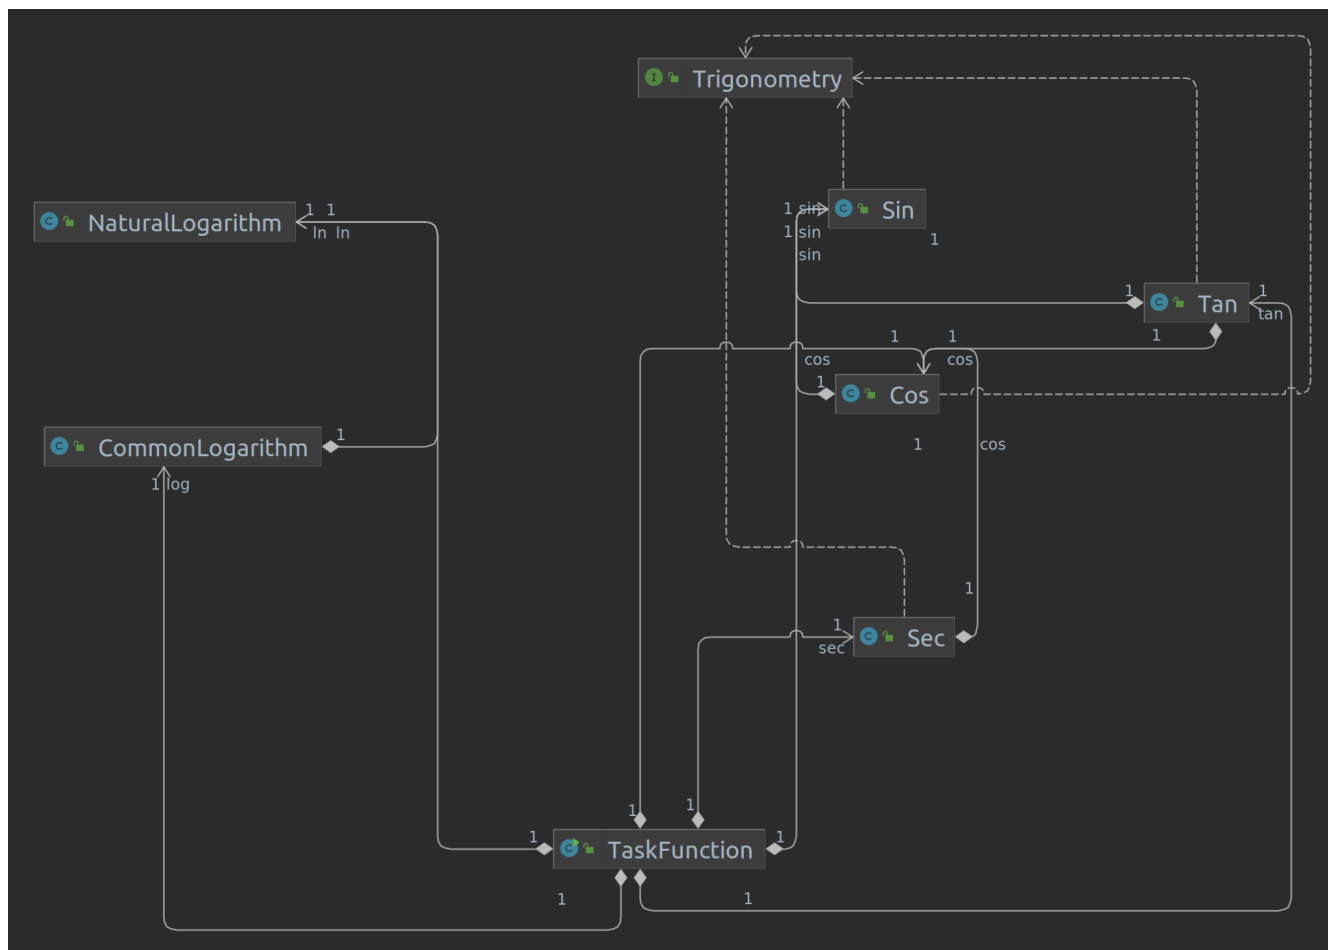 I Trigonometry
C NaturalLogarithm
1 1
ln ln
1 sin
C Sin
1 sin
1
sin
1
C Tan
1
tan
1
1
1
cos
cos
1
C Cos
C CommonLogarithm
1
1
cos
1 log
1
1
sec
C Sec
1
1
1
C TaskFunction
1
1
1